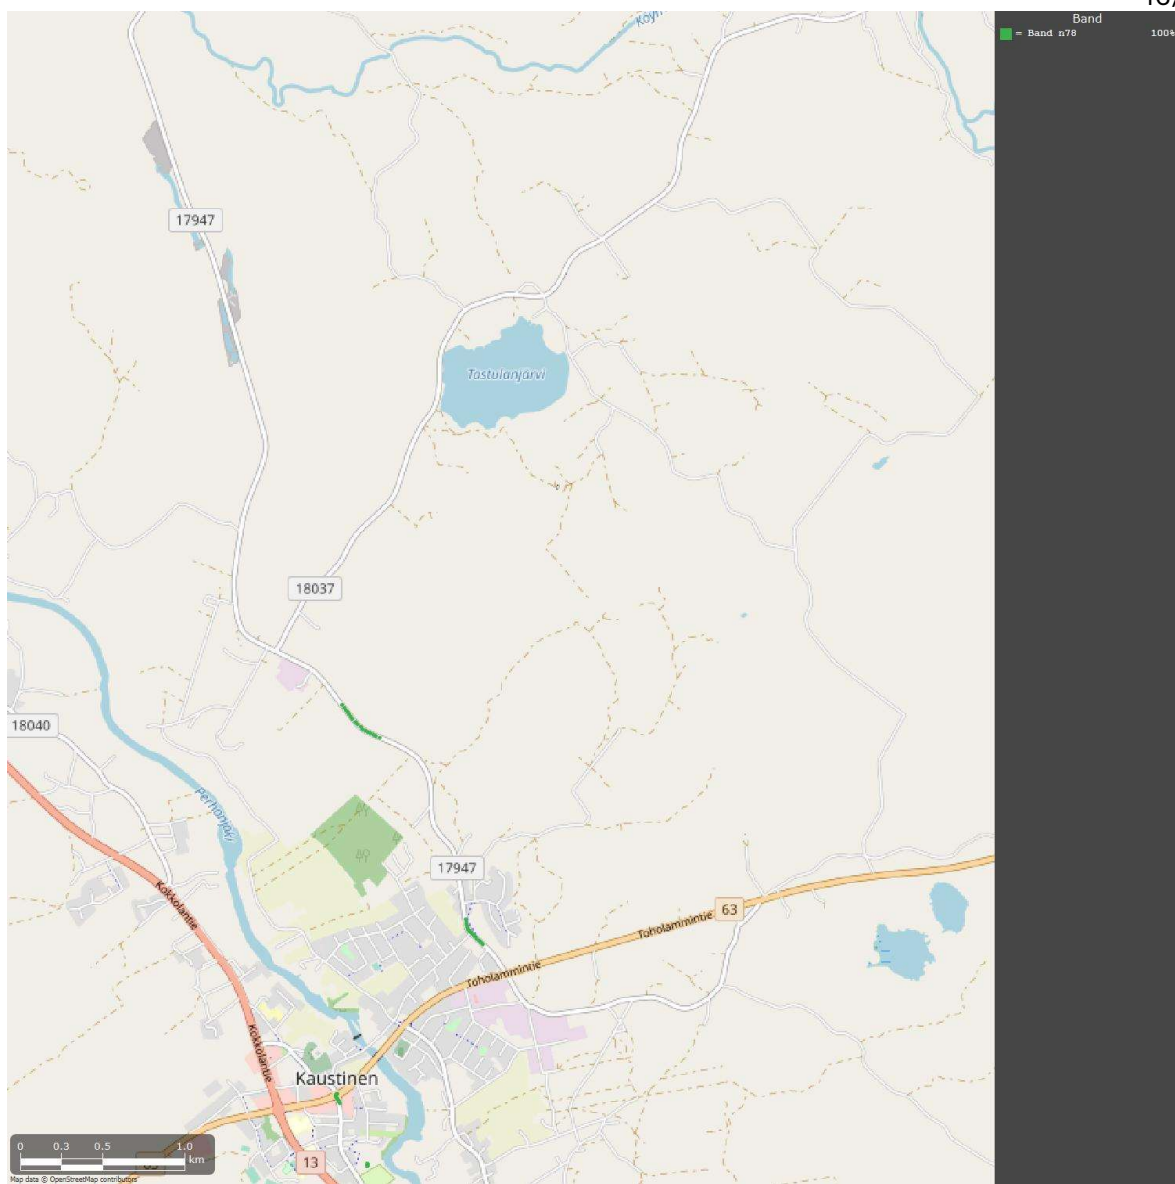 Band
= Band n78 100%
17947
Tastulanjärvi
18037
18040
Perhonjoki
17947
63
Toholammintie
Kokkolantie
Toholammintie
Kokkolantie
Kaustinen
13
0 0.3 0.5 1.0
km
Map data © OpenStreetMap contributors